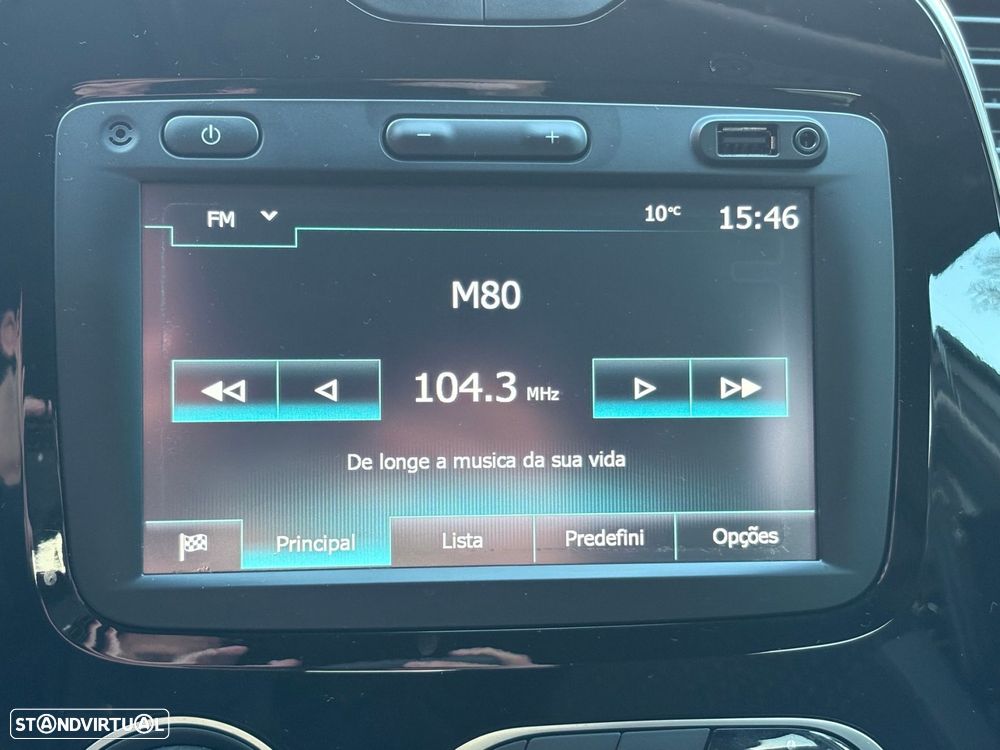 FM 10°C 15:46
M80
104.3 MHz
De longe a musica da sua vida
Principal Lista Predefini Opções
STANDVIRTUAL